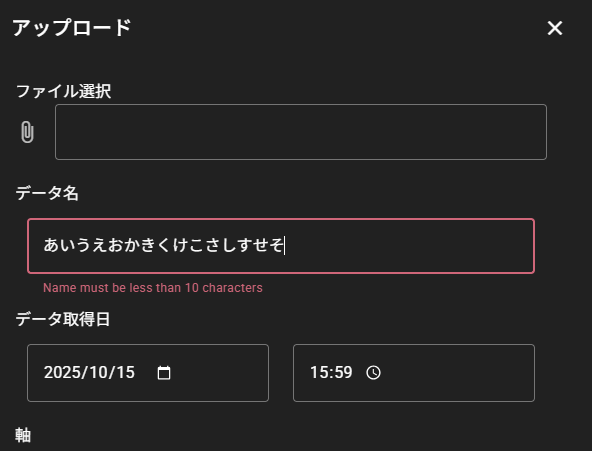 アップロード
ファイル選択
データ名
あいうえおかきくけこさしすせそ
Name must be less than 10 characters
データ取得日
2025/10/15 15:59
軸